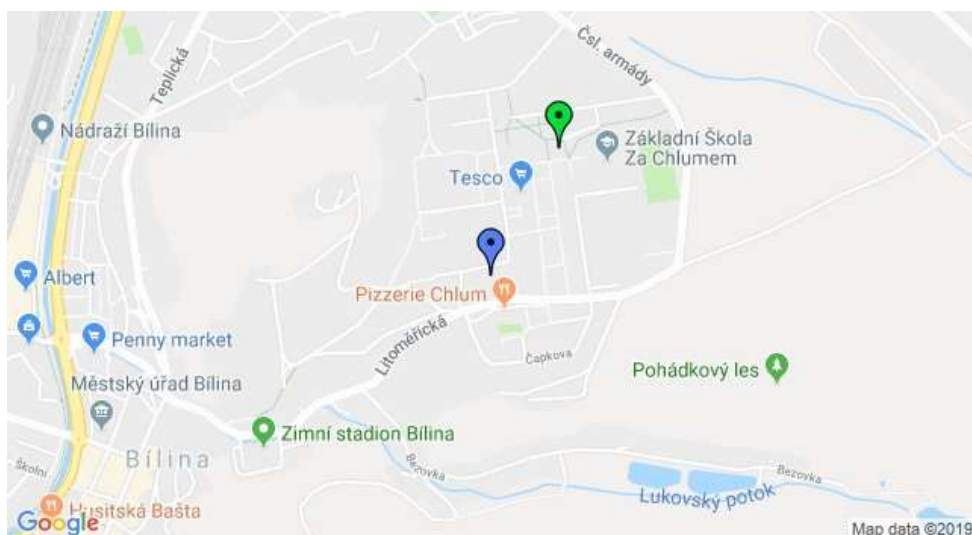 Čsl. armády
Teplická
Nádraží Bílina
Základní Škola
Za Chlumem
Tesco
Albert
Pizzerie Chlum
Litoměřická
Penny market
Čapkova
Pohádkový les
Městský úřad Bílina
Zimní stadion Bílina
Bílina
Školní
Bezovka
Bezovka
Lukovský potok
Husitská Bašta
Google
Map data ©2019